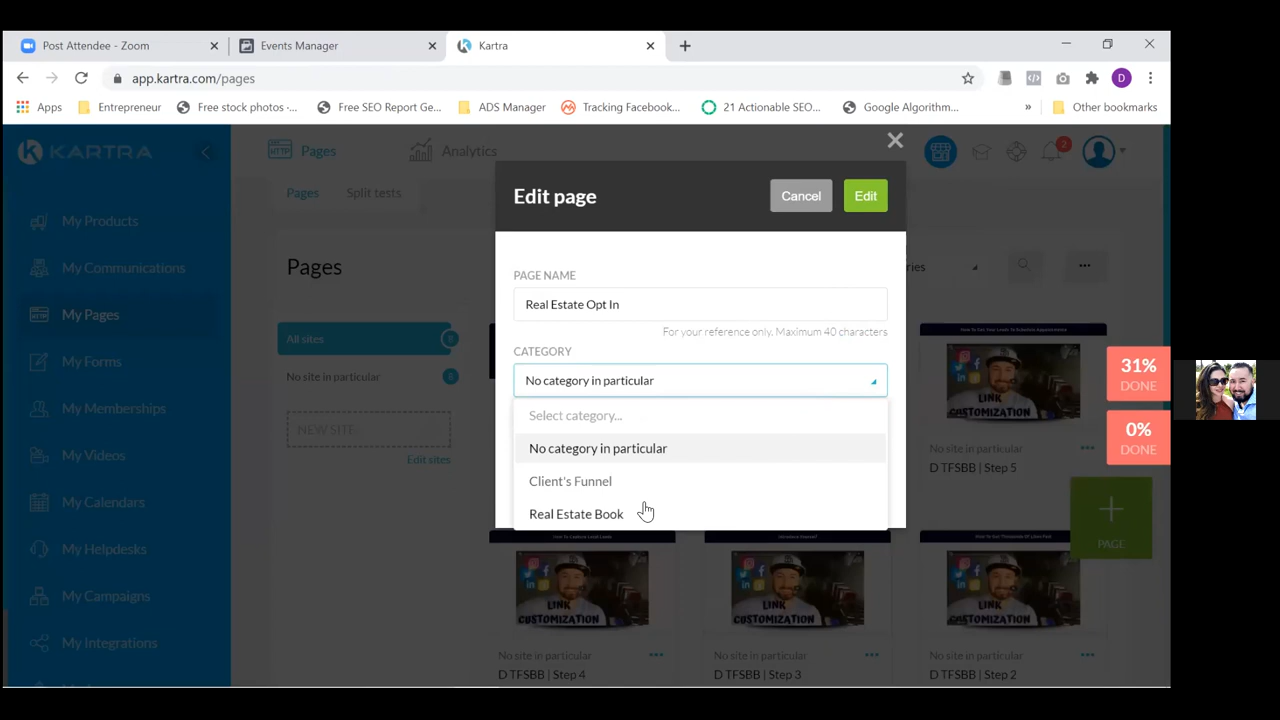 Post Attendee - Zoom
Events Manager
Kartra
app.kartra.com/pages
D
Apps
Entrepreneur
Free stock photos ·...
Free SEO Report Ge...
ADS Manager
Tracking Facebook...
21 Actionable SEO...
Google Algorithm...
»
Other bookmarks
KARTRA
Pages
Analytics
2
Pages
Split tests
My Products
My Communications
My Pages
My Forms
My Memberships
My Videos
My Calendars
My Helpdesks
My Campaigns
My Integrations
Pages
All sites
8
No site in particular
8
NEW SITE...
Edit sites
Edit page
Cancel
Edit
PAGE NAME
Real Estate Opt In
For your reference only. Maximum 40 characters
CATEGORY
No category in particular
Select category...
No category in particular
Client's Funnel
Real Estate Book
ries
LINK
CUSTOMIZATION
No site in particular
D TFSBB | Step 5
31%
DONE
0%
DONE
PAGE
LINK
CUSTOMIZATION
No site in particular
D TFSBB | Step 4
LINK
CUSTOMIZATION
No site in particular
D TFSBB | Step 3
LINK
CUSTOMIZATION
No site in particular
D TFSBB | Step 2